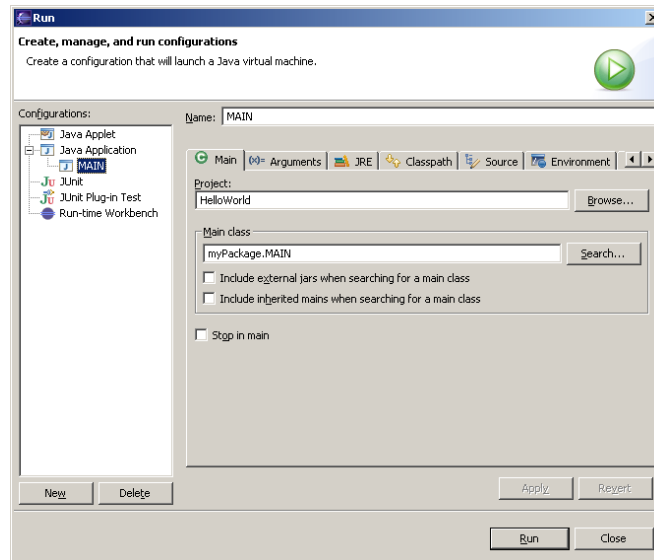 Run
Create, manage, and run configurations
Create a configuration that will launch a Java virtual machine.
Configurations:
Java Applet
Java Application
MAIN
JUnit
JUnit Plug-in Test
Run-time Workbench
New
Delete
Name: MAIN
Main (x)= Arguments JRE Classpath Source Environment
Project:
HelloWorld
Browse...
Main class
myPackage.MAIN
Search...
Include external jars when searching for a main class
Include inherited mains when searching for a main class
Stop in main
Apply
Revert
Run
Close